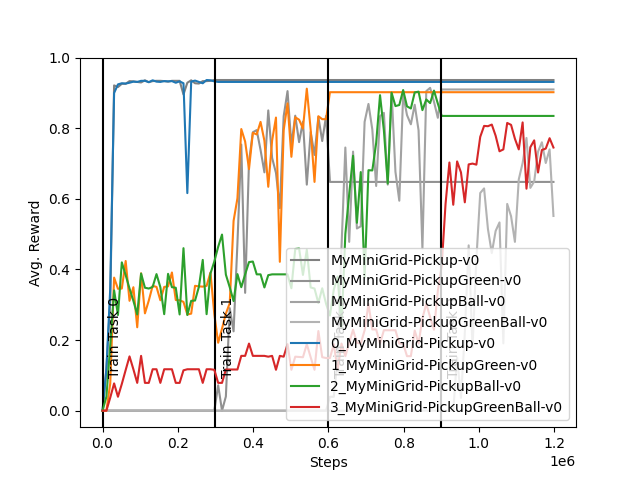 1.0
0.8
0.6
0.4
0.2
0.0
Avg. Reward
Train Task 0
Train Task 1
MyMiniGrid-Pickup-v0
MyMiniGrid-PickupGreen-v0
MyMiniGrid-PickupBall-v0
MyMiniGrid-PickupGreenBall-v0
0_MyMiniGrid-Pickup-v0
1_MyMiniGrid-PickupGreen-v0
2_MyMiniGrid-PickupBall-v0
3_MyMiniGrid-PickupGreenBall-v0
0.0 0.2 0.4 0.6 0.8 1.0 1.2
1e6
Steps